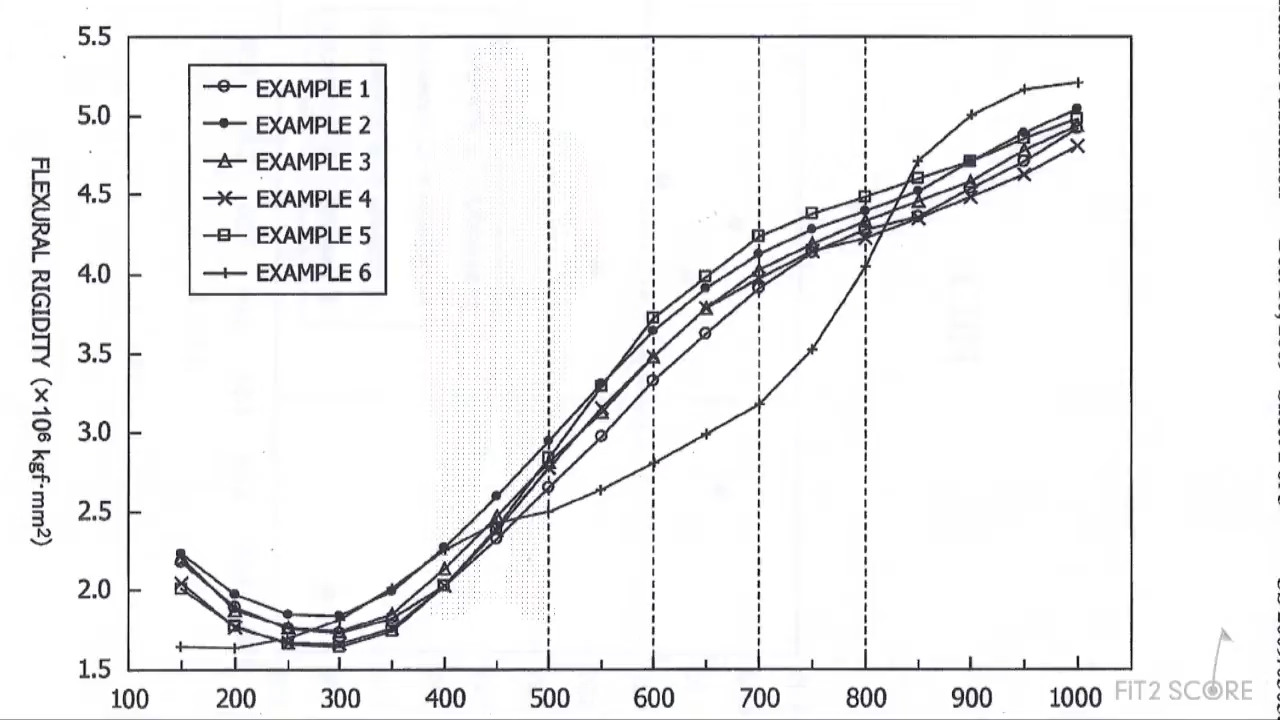 5.5
5.0
4.5
4.0
3.5
3.0
2.5
2.0
1.5
FLEXURAL RIGIDITY (×10⁶ kgf·mm²)
EXAMPLE 1
EXAMPLE 2
EXAMPLE 3
EXAMPLE 4
EXAMPLE 5
EXAMPLE 6
100 200 300 400 500 600 700 800 900 1000
FIT2 SCORE